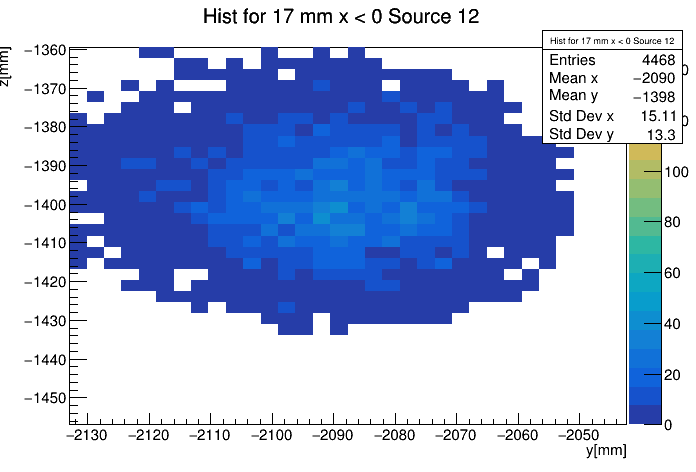 Hist for 17 mm x < 0 Source 12
z[mm]
Hist for 17 mm x < 0 Source 12
Entries 4468
Mean x −2090
Mean y −1398
Std Dev x 15.11
Std Dev y 13.3
−1360
−1370
−1380
−1390
−1400
−1410
−1420
−1430
−1440
−1450
100
80
60
40
20
0
−2130 −2120 −2110 −2100 −2090 −2080 −2070 −2060 −2050
y[mm]